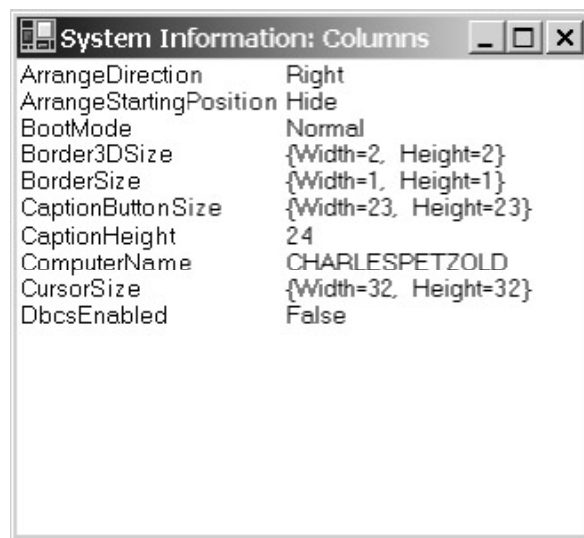 System Information: Columns
ArrangeDirection Right
ArrangeStartingPosition Hide
BootMode Normal
Border3DSize {Width=2, Height=2}
BorderSize {Width=1, Height=1}
CaptionButtonSize {Width=23, Height=23}
CaptionHeight 24
ComputerName CHARLESPETZOLD
CursorSize {Width=32, Height=32}
DbcsEnabled False